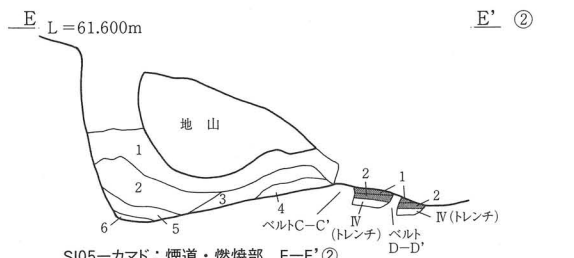 E L=61.600m E' ②
地山
1
2
3
4
5
6
2 1 2
ベルトC-C'
Ⅳ
(トレンチ)
ベルト
D-D'
Ⅳ(トレンチ)
SI05-カマド：煙道・燃焼部 E-E'②